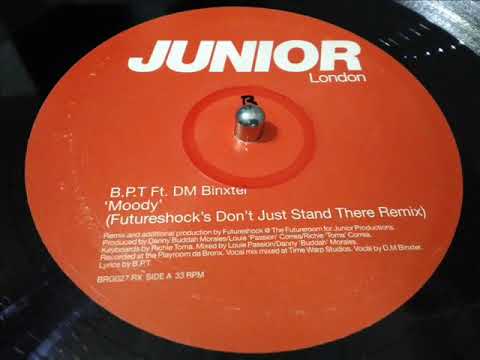 JUNIOR
London
B.P.T Ft. DM Binxter
'Moody'
(Futureshock's Don't Just Stand There Remix)
Remix and additional production by Futureshock @ The Futureroom for Junior Productions.
Produced by Danny 'Buddah' Morales/Louie 'Passion' Correa/Richie 'Toma' Correa.
Keyboards by Richie Toma. Mixed by Louie Passion/Danny 'Buddah' Morales.
Recorded at the Playroom da Bronx. Vocal mix mixed at Time Warp Studios. Vocal by D.M Binxter.
Lyrics by B.P.T.
BRG027 RX SIDE A 33 RPM